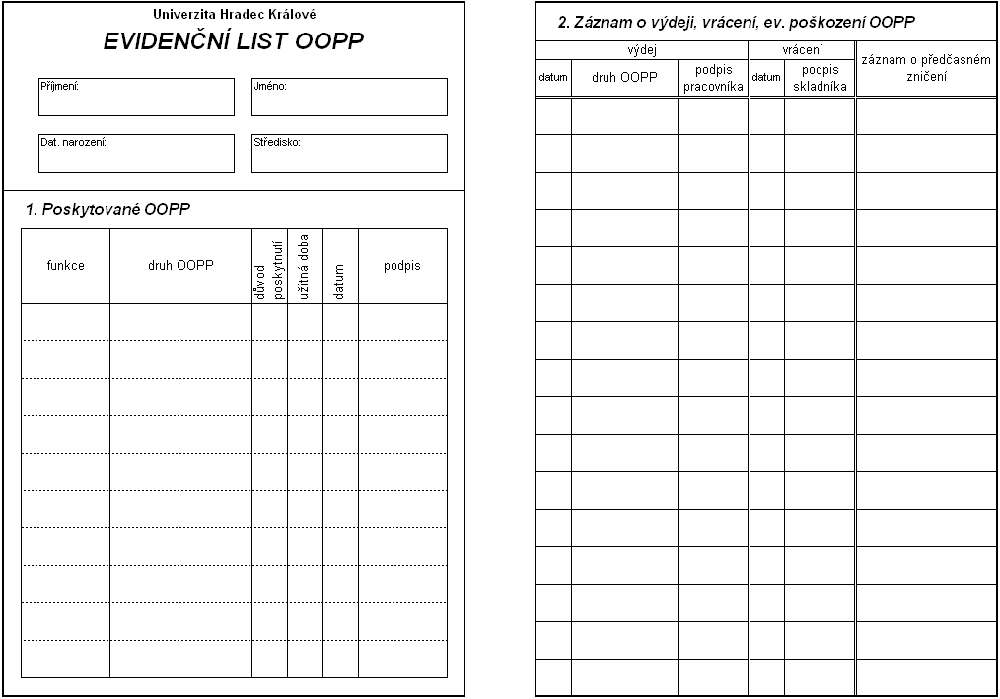 Univerzita Hradec Králové
EVIDENČNÍ LIST OOPP
Příjmení:
Jméno:
Dat. narození:
Středisko:
1. Poskytované OOPP
funkce
druh OOPP
důvod
poskytnutí
užitná doba
datum
podpis
2. Záznam o výdeji, vrácení, ev. poškození OOPP
výdej
vrácení
záznam o předčasném
zničení
datum
druh OOPP
podpis
pracovníka
datum
podpis
skladníka